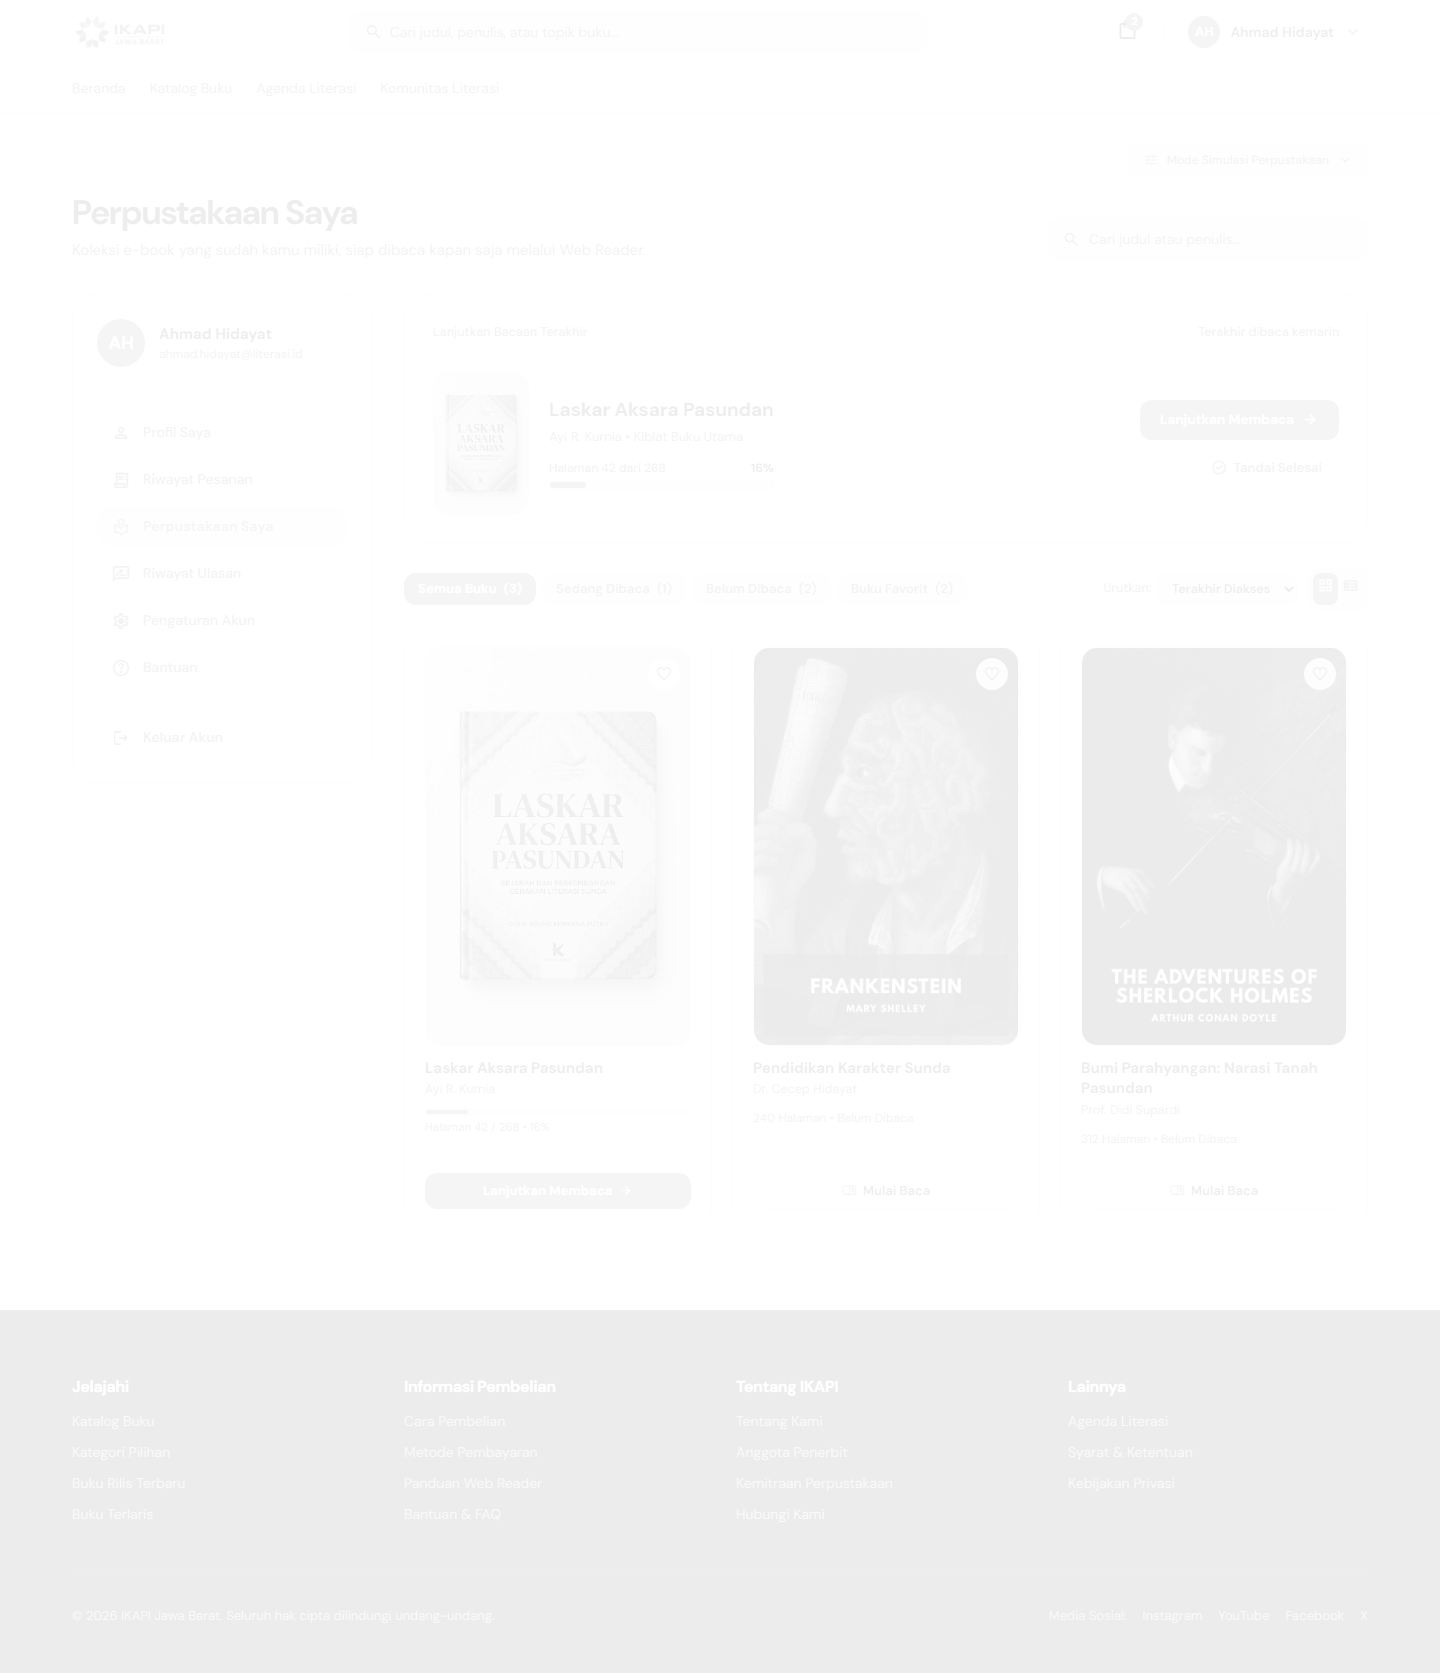 IKAPI
JAWA BARAT
Cari judul, penulis, atau topik buku...
2
AH
Ahmad Hidayat
Beranda
Katalog Buku
Agenda Literasi
Komunitas Literasi
Mode Simulasi Perpustakaan
Perpustakaan Saya
Koleksi e-book yang sudah kamu miliki, siap dibaca kapan saja melalui Web Reader.
Cari judul atau penulis...
AH
Ahmad Hidayat
ahmad.hidayat@literasi.id
Profil Saya
Riwayat Pesanan
Perpustakaan Saya
Riwayat Ulasan
Pengaturan Akun
Bantuan
Keluar Akun
Lanjutkan Bacaan Terakhir
Terakhir dibaca kemarin
LASKAR
AKSARA
PASUNDAN
Laskar Aksara Pasundan
Ayi R. Kurnia • Kiblat Buku Utama
Halaman 42 dari 268
16%
Lanjutkan Membaca
Tandai Selesai
Semua Buku (3)
Sedang Dibaca (1)
Belum Dibaca (2)
Buku Favorit (2)
Urutkan:
Terakhir Diakses
LASKAR
AKSARA
PASUNDAN
SEJARAH DAN PERKEMBANGAN
GERAKAN LITERASI SUNDA
Laskar Aksara Pasundan
Ayi R. Kurnia
Halaman 42 / 268 • 16%
Lanjutkan Membaca
FRANKENSTEIN
MARY SHELLEY
Pendidikan Karakter Sunda
Dr. Cecep Hidayat
240 Halaman • Belum Dibaca
Mulai Baca
THE ADVENTURES OF
SHERLOCK HOLMES
ARTHUR CONAN DOYLE
Bumi Parahyangan: Narasi Tanah
Pasundan
Prof. Didi Supardi
312 Halaman • Belum Dibaca
Mulai Baca
Jelajahi
Katalog Buku
Kategori Pilihan
Buku Rilis Terbaru
Buku Terlaris
Informasi Pembelian
Cara Pembelian
Metode Pembayaran
Panduan Web Reader
Bantuan & FAQ
Tentang IKAPI
Tentang Kami
Anggota Penerbit
Kemitraan Perpustakaan
Hubungi Kami
Lainnya
Agenda Literasi
Syarat & Ketentuan
Kebijakan Privasi
© 2026 IKAPI Jawa Barat. Seluruh hak cipta dilindungi undang-undang.
Media Sosial:
Instagram
YouTube
Facebook
X